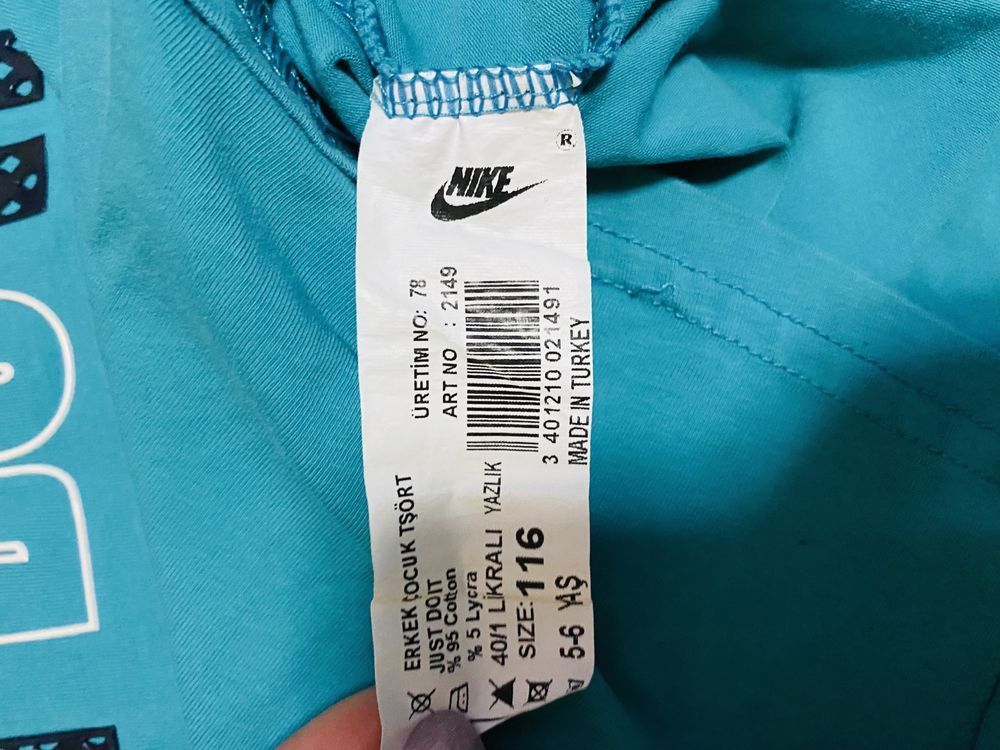 R
NIKE
ÜRETİM NO: 78
ART NO : 2149
3 401210 021491
MADE IN TURKEY
ERKEK ÇOCUK TŞÖRT
JUST DOIT
% 95 Cotton
% 5 Lycra
40/1 LİKRALI YAZLIK
SIZE: 116
5-6 YAŞ